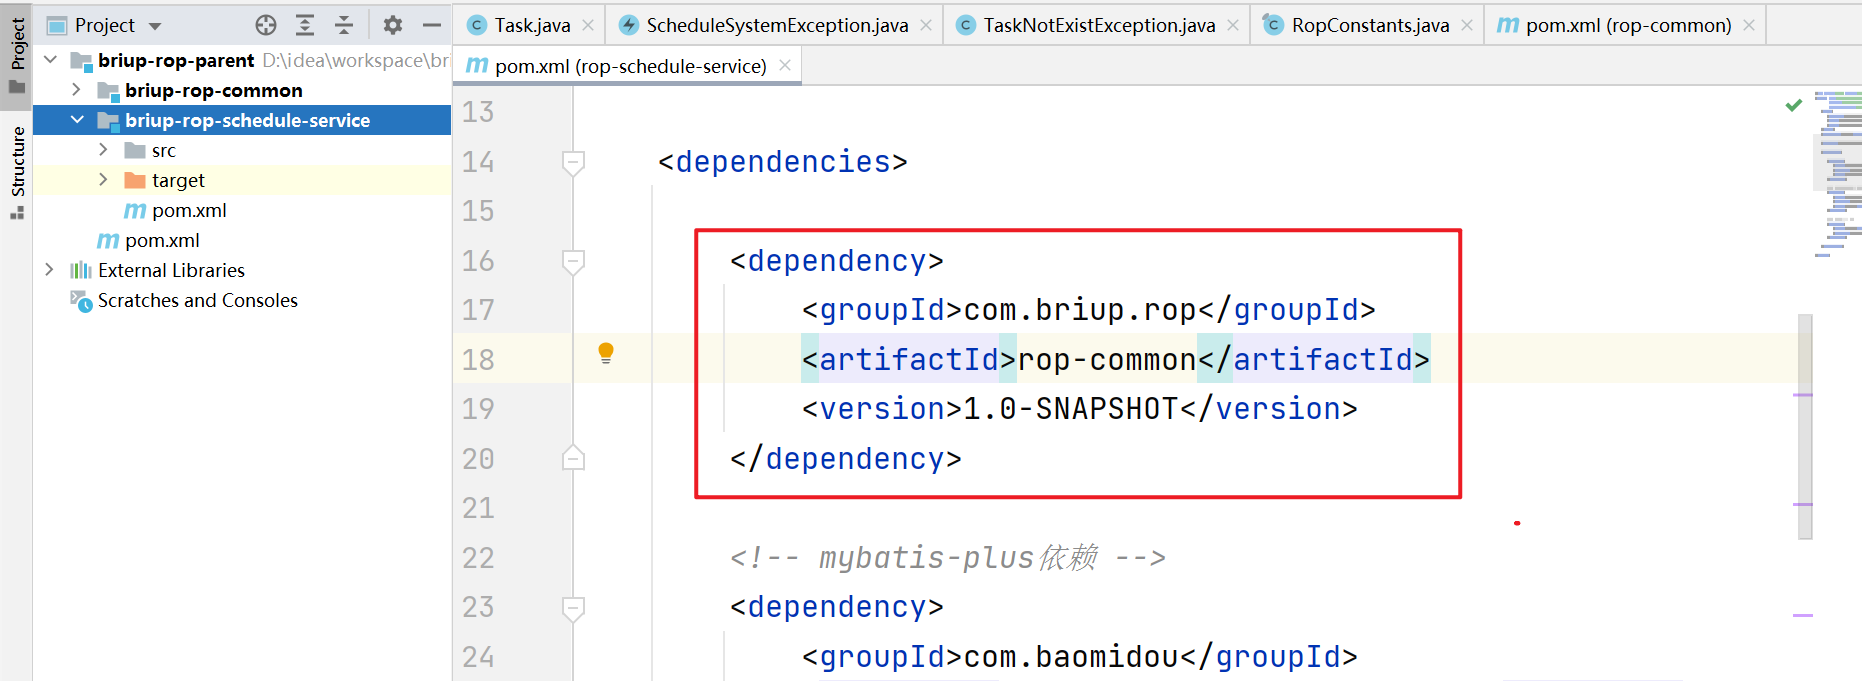 Project
Structure
Project
briup-rop-parent D:\idea\workspace\bri
briup-rop-common
briup-rop-schedule-service
src
target
pom.xml
pom.xml
External Libraries
Scratches and Consoles
Task.java
ScheduleSystemException.java
TaskNotExistException.java
RopConstants.java
pom.xml (rop-common)
pom.xml (rop-schedule-service)
13
14 <dependencies>
15
16 <dependency>
17 <groupId>com.briup.rop</groupId>
18 <artifactId>rop-common</artifactId>
19 <version>1.0-SNAPSHOT</version>
20 </dependency>
21
22 <!-- mybatis-plus依赖 -->
23 <dependency>
24 <groupId>com.baomidou</groupId>